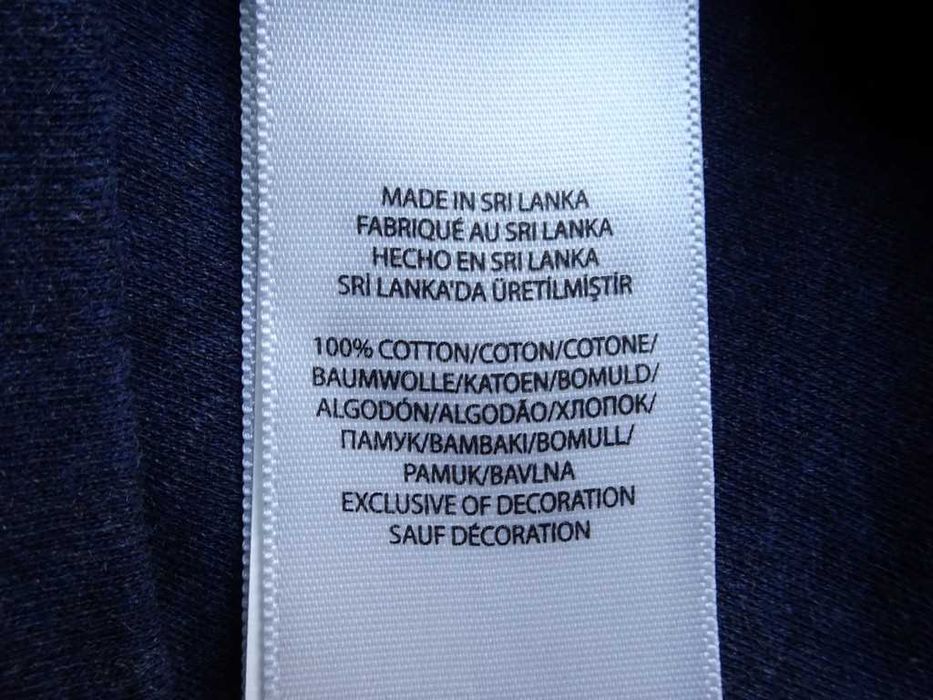 MADE IN SRI LANKA
FABRIQUÉ AU SRI LANKA
HECHO EN SRI LANKA
SRİ LANKA'DA ÜRETİLMİŞTİR
100% COTTON/COTON/COTONE/
BAUMWOLLE/KATOEN/BOMULD/
ALGODÓN/ALGODÃO/ХЛОПОК/
ПАМУК/BAMBAKI/BOMULL/
PAMUK/BAVLNA
EXCLUSIVE OF DECORATION
SAUF DÉCORATION